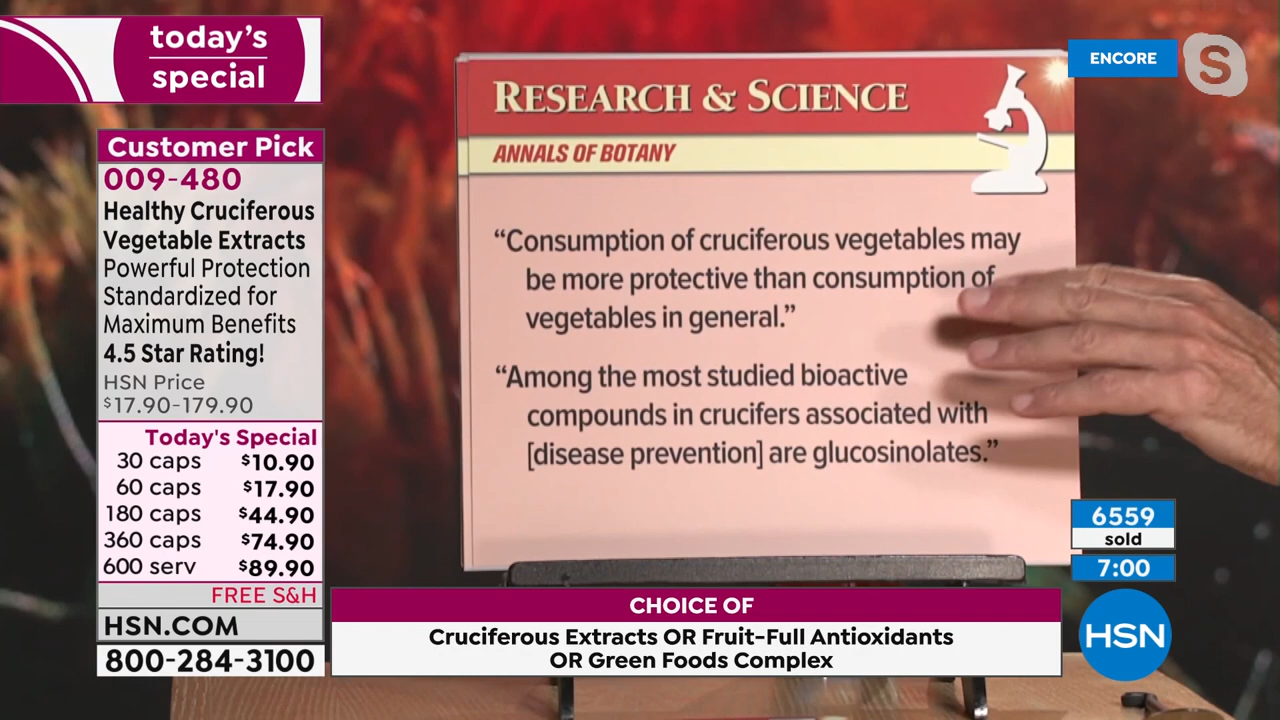 today's
special
Customer Pick
009-480
Healthy Cruciferous
Vegetable Extracts
Powerful Protection
Standardized for
Maximum Benefits
4.5 Star Rating!
HSN Price
$17.90-179.90
Today's Special
30 caps $10.90
60 caps $17.90
180 caps $44.90
360 caps $74.90
600 serv $89.90
FREE S&H
HSN.COM
800-284-3100
RESEARCH & SCIENCE
ANNALS OF BOTANY
“Consumption of cruciferous vegetables may
be more protective than consumption of
vegetables in general.”
“Among the most studied bioactive
compounds in crucifers associated with
[disease prevention] are glucosinolates.”
ENCORE
S
6559
sold
7:00
HSN
CHOICE OF
Cruciferous Extracts OR Fruit-Full Antioxidants
OR Green Foods Complex